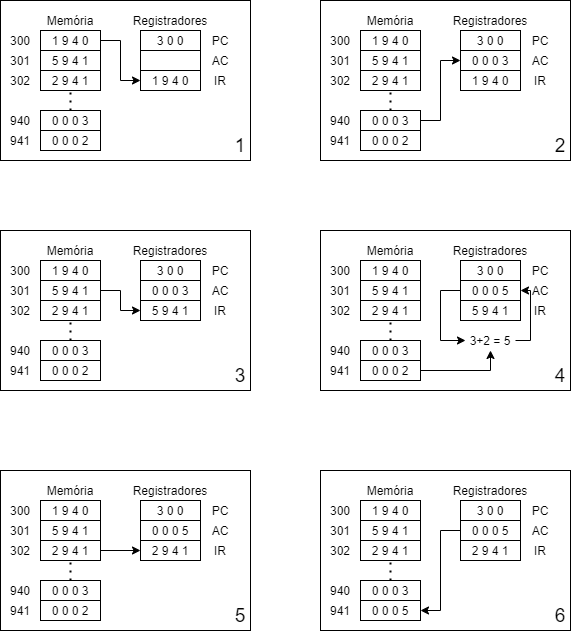 Memória Registradores
300 1 9 4 0 3 0 0 PC
301 5 9 4 1 AC
302 2 9 4 1 1 9 4 0 IR
940 0 0 0 3
941 0 0 0 2
1
Memória Registradores
300 1 9 4 0 3 0 0 PC
301 5 9 4 1 0 0 0 3 AC
302 2 9 4 1 1 9 4 0 IR
940 0 0 0 3
941 0 0 0 2
2
Memória Registradores
300 1 9 4 0 3 0 0 PC
301 5 9 4 1 0 0 0 3 AC
302 2 9 4 1 5 9 4 1 IR
940 0 0 0 3
941 0 0 0 2
3
Memória Registradores
300 1 9 4 0 3 0 0 PC
301 5 9 4 1 0 0 0 5 AC
302 2 9 4 1 5 9 4 1 IR
3+2 = 5
940 0 0 0 3
941 0 0 0 2
4
Memória Registradores
300 1 9 4 0 3 0 0 PC
301 5 9 4 1 0 0 0 5 AC
302 2 9 4 1 2 9 4 1 IR
940 0 0 0 3
941 0 0 0 2
5
Memória Registradores
300 1 9 4 0 3 0 0 PC
301 5 9 4 1 0 0 0 5 AC
302 2 9 4 1 2 9 4 1 IR
940 0 0 0 3
941 0 0 0 5
6